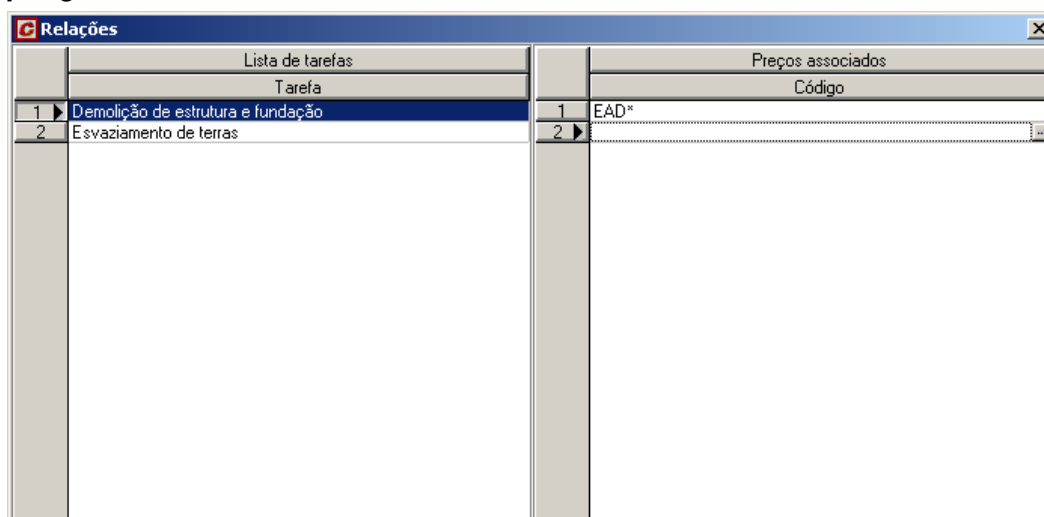 Relações
Lista de tarefas
Tarefa
1 Demolição de estrutura e fundação
2 Esvaziamento de terras
Preços associados
Código
1 EAD*
2
...